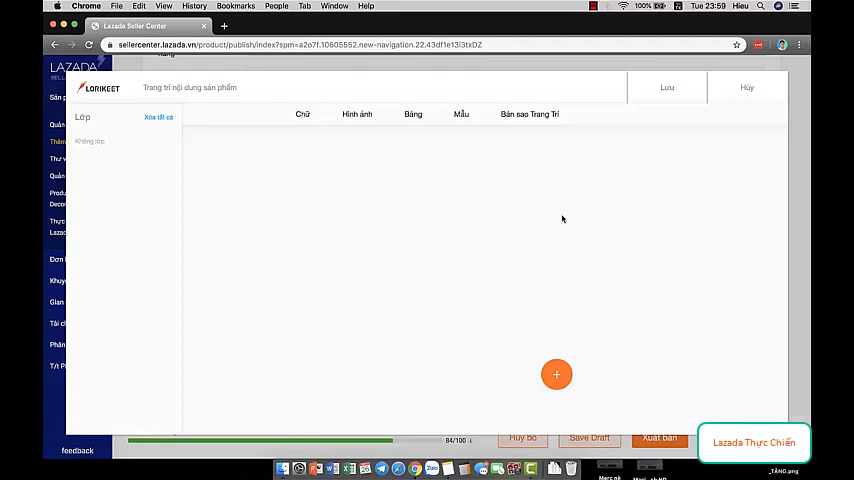 Chrome File Edit View History Bookmarks People Tab Window Help 100% Tue 23:59 Hieu
Lazada Seller Center
sellercenter.lazada.vn/product/publish/index?spm=a2o7f.10605552.new-navigation.22.43df1e13l3txDZ
LAZADA
LORIKEET Trang trí nội dung sản phẩm Lưu Hủy
Lớp Xóa tất cả Chữ Hình ảnh Bảng Mẫu Bản sao Trang Trí
Không lớp
Sản p
Quản
Thêm
Thư v
Quản
Produ
Decor
Thực
Lazad
Đơn l
Khuyế
Gian
Tài ch
Phân
T/t P
+
feedback
84/100
Hủy bỏ Save Draft Xuất bản
Lazada Thực Chiến
_TẶNG.png